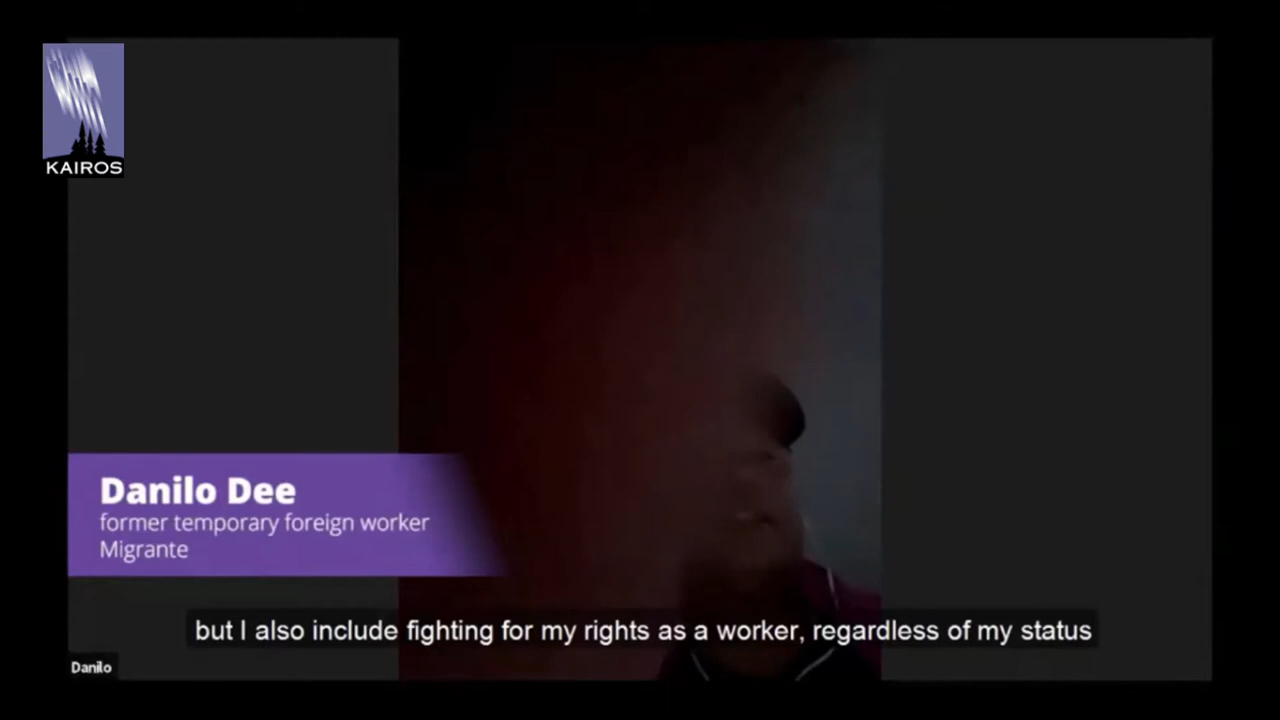 KAIROS
Danilo Dee
former temporary foreign worker
Migrante
but I also include fighting for my rights as a worker, regardless of my status
Danilo